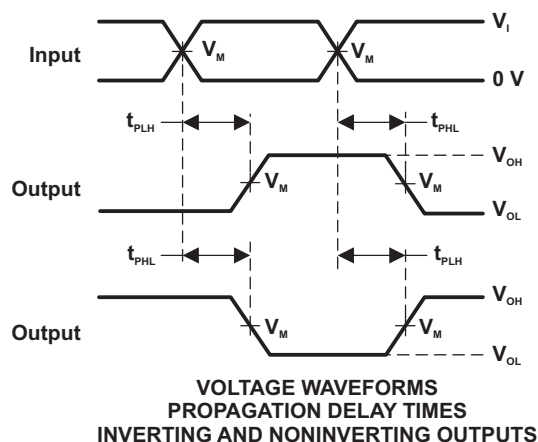 Input
V_M
V_M
V_I
0 V
t_PLH
t_PHL
Output
V_M
V_M
V_OH
V_OL
t_PHL
t_PLH
Output
V_M
V_M
V_OH
V_OL
VOLTAGE WAVEFORMS
PROPAGATION DELAY TIMES
INVERTING AND NONINVERTING OUTPUTS